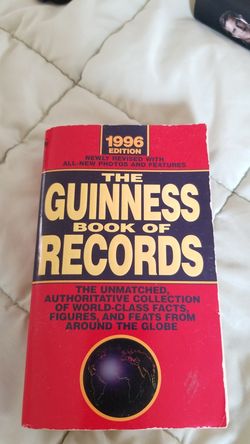 1996
EDITION
NEWLY REVISED WITH
ALL-NEW PHOTOS AND FEATURES
THE
GUINNESS
BOOK OF
RECORDS
THE UNMATCHED,
AUTHORITATIVE COLLECTION
OF WORLD-CLASS FACTS,
FIGURES, AND FEATS FROM
AROUND THE GLOBE